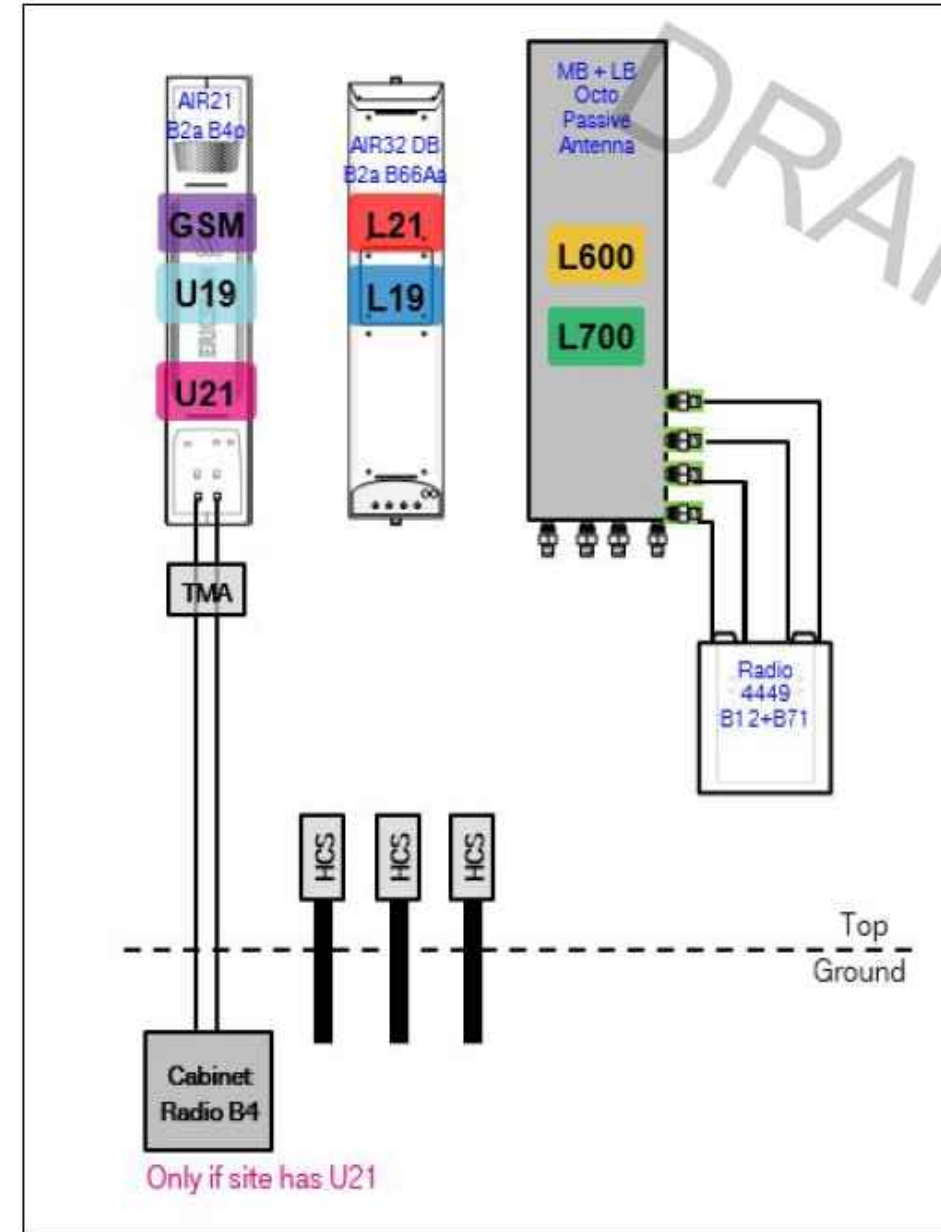 AIR21
B2a B4p
GSM
U19
ERIC
U21
TMA
AIR32 DB
B2a B66Aa
L21
L19
MB + LB
Octo
Passive
Antenna
L600
L700
Radio
4449
B12+B71
HCS
HCS
HCS
Top
Ground
Cabinet
Radio B4
Only if site has U21
DRA